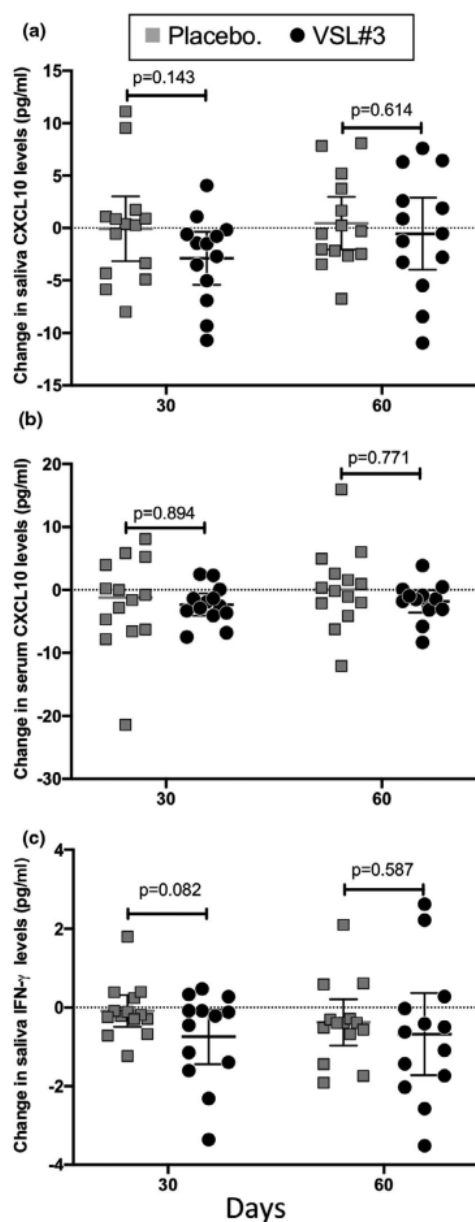 (a)
Placebo.
VSL#3
Change in saliva CXCL10 levels (pg/ml)
15
10
5
0
-5
-10
-15
p=0.143
p=0.614
30
60
(b)
Change in serum CXCL10 levels (pg/ml)
20
10
0
-10
-20
-30
p=0.894
p=0.771
30
60
(c)
Change in saliva IFN-γ levels (pg/ml)
4
2
0
-2
-4
p=0.082
p=0.587
30
60
Days